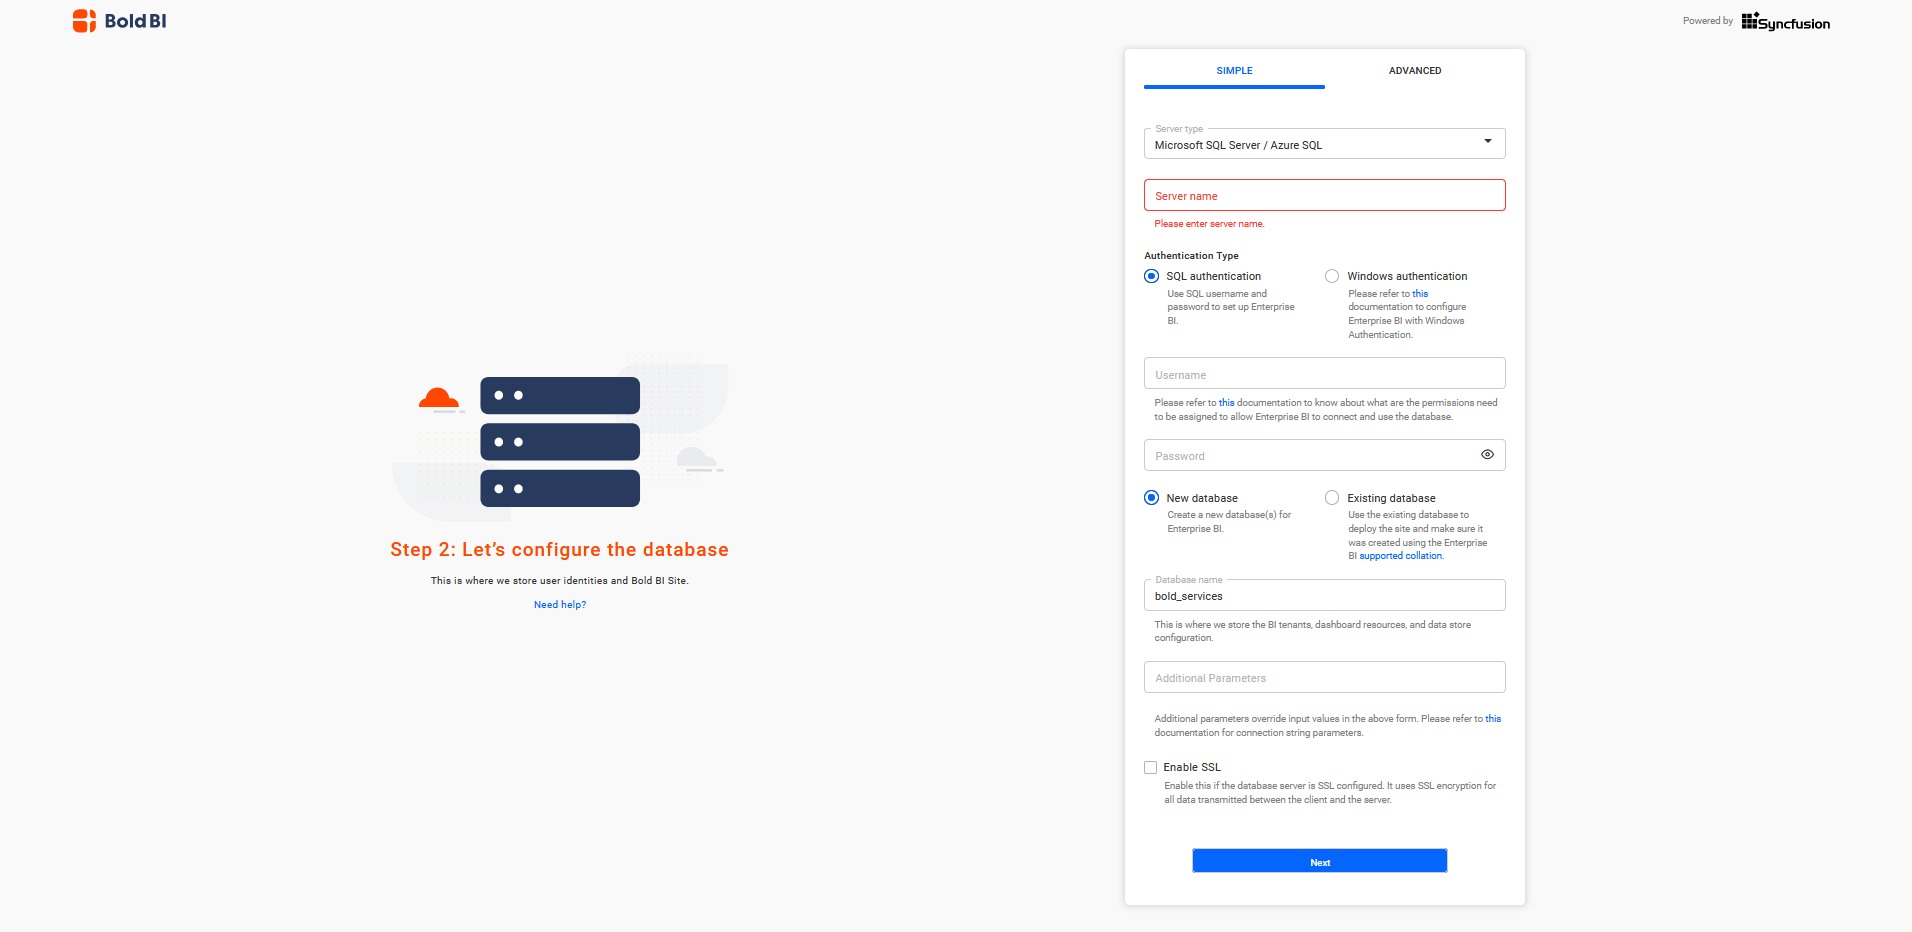 Bold BI
Powered by Syncfusion
SIMPLE
ADVANCED
Server type
Microsoft SQL Server / Azure SQL
Server name
Please enter server name.
Authentication Type
SQL authentication
Use SQL username and
password to set up Enterprise
BI.
Windows authentication
Please refer to this
documentation to configure
Enterprise BI with Windows
Authentication.
Username
Please refer to this documentation to know about what are the permissions need
to be assigned to allow Enterprise BI to connect and use the database.
Password
New database
Create a new database(s) for
Enterprise BI.
Existing database
Use the existing database to
deploy the site and make sure it
was created using the Enterprise
BI supported collation.
Database name
bold_services
This is where we store the BI tenants, dashboard resources, and data store
configuration.
Additional Parameters
Additional parameters override input values in the above form. Please refer to this
documentation for connection string parameters.
Enable SSL
Enable this if the database server is SSL configured. It uses SSL encryption for
all data transmitted between the client and the server.
Next
Step 2: Let’s configure the database
This is where we store user identities and Bold BI Site.
Need help?